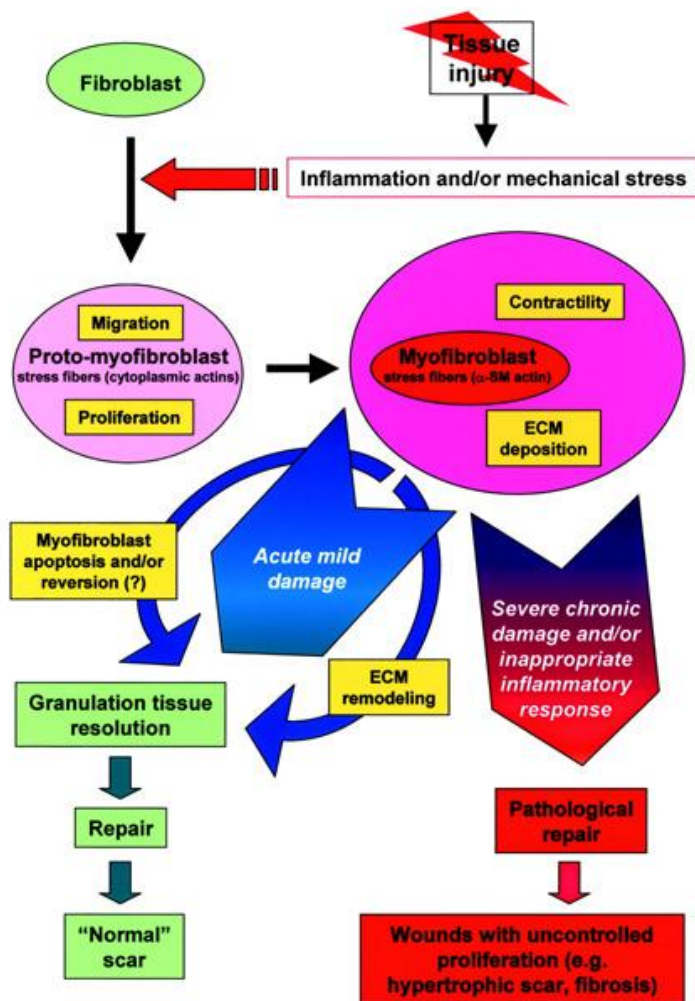 Fibroblast
Tissue
injury
Inflammation and/or mechanical stress
Migration
Proto-myofibroblast
stress fibers (cytoplasmic actins)
Proliferation
Contractility
Myofibroblast
stress fibers (α-SM actin)
ECM
deposition
Myofibroblast
apoptosis and/or
reversion (?)
Acute mild
damage
Severe chronic
damage and/or
inappropriate
inflammatory
response
ECM
remodeling
Granulation tissue
resolution
Repair
“Normal”
scar
Pathological
repair
Wounds with uncontrolled
proliferation (e.g.
hypertrophic scar, fibrosis)